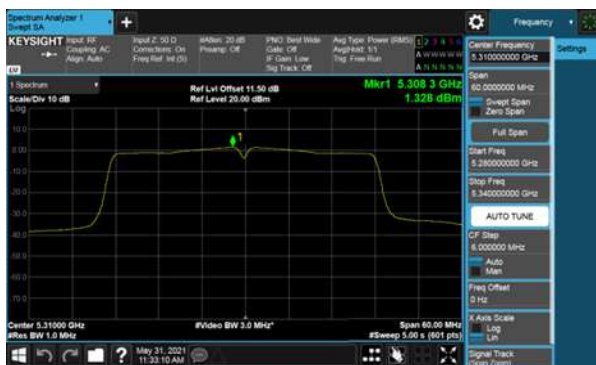 Spectrum Analyzer 1
Swept SA
+
Frequency
KEYSIGHT
Input: RF
Coupling: AC
Align: Auto
Input Z: 50 Ω
Corrections: On
Freq Ref: Int (S)
#Atten: 20 dB
Preamp: Off
PNO: Best Wide
Gate: Off
IF Gain: Low
Sig Track: Off
Avg Type: Power (RMS)
Avg|Hold: 1/1
Trig: Free Run
1 2 3 4 5 6
A W W W W W
A N N N N N
1 Spectrum
Scale/Div 10 dB
Log
Ref Lvl Offset 11.50 dB
Ref Level 20.00 dBm
Mkr1 5.308 3 GHz
1.328 dBm
10.0
0.00
-10.0
-20.0
-30.0
-40.0
-50.0
-60.0
-70.0
1
Center 5.31000 GHz
#Res BW 1.0 MHz
#Video BW 3.0 MHz*
Span 60.00 MHz
#Sweep 5.00 s (601 pts)
?
May 31, 2021
11:33:10 AM
Center Frequency
5.310000000 GHz
Settings
Span
60.0000000 MHz
Swept Span
Zero Span
Full Span
Start Freq
5.280000000 GHz
Stop Freq
5.340000000 GHz
AUTO TUNE
CF Step
6.000000 MHz
Auto
Man
Freq Offset
0 Hz
X Axis Scale
Log
Lin
Signal Track
(Span Zoom)